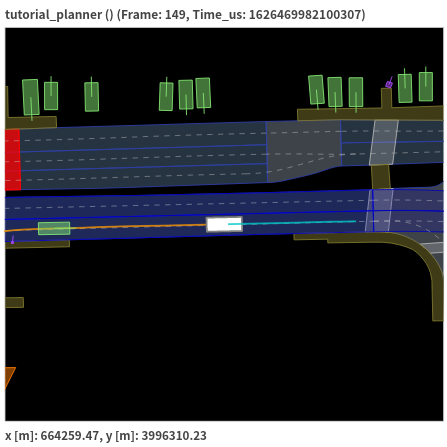 tutorial_planner () (Frame: 149, Time_us: 1626469982100307)
x [m]: 664259.47, y [m]: 3996310.23